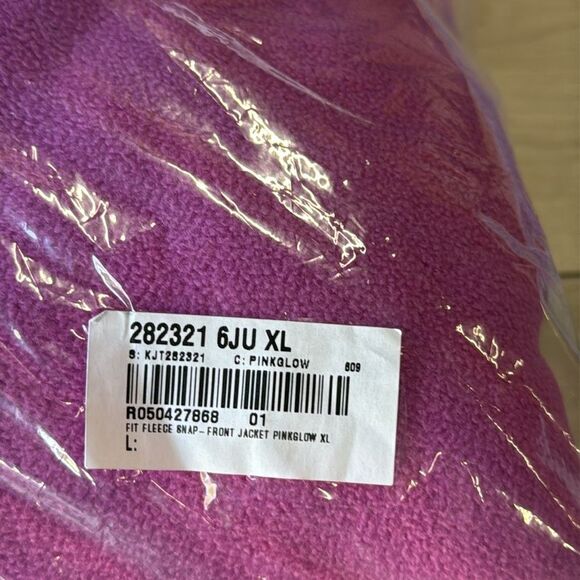 282321 6JU XL
S: KJT282321 C: PINKGLOW 609
R050427868 01
FIT FLEECE SNAP-FRONT JACKET PINKGLOW XL
L: